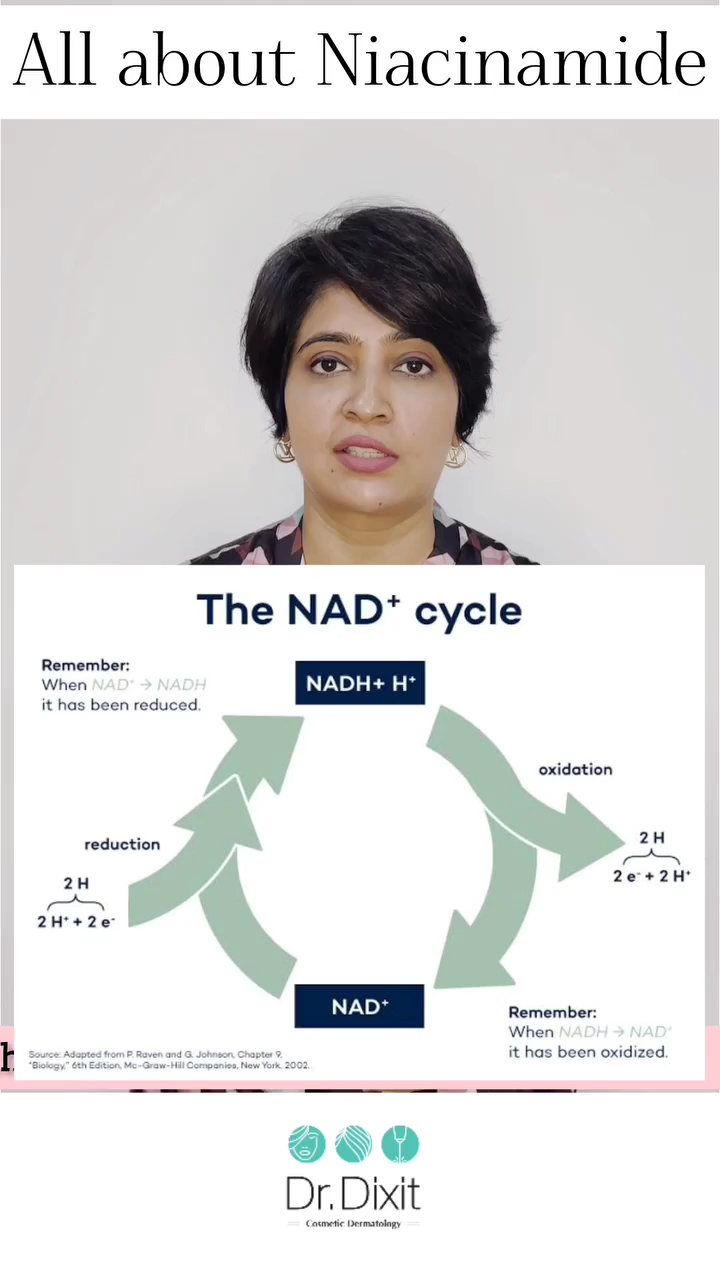 All about Niacinamide
The NAD⁺ cycle
Remember:
When NAD⁺ → NADH
it has been reduced.
NADH+ H⁺
oxidation
reduction
2 H
2 H⁺ + 2 e⁻
2 H
2 e⁻ + 2 H⁺
NAD⁺
Remember:
When NADH → NAD⁺
it has been oxidized.
Source: Adapted from P. Raven and G. Johnson, Chapter 9,
"Biology," 6th Edition, Mc-Graw-Hill Companies, New York, 2002.
Dr. Dixit
Cosmetic Dermatology